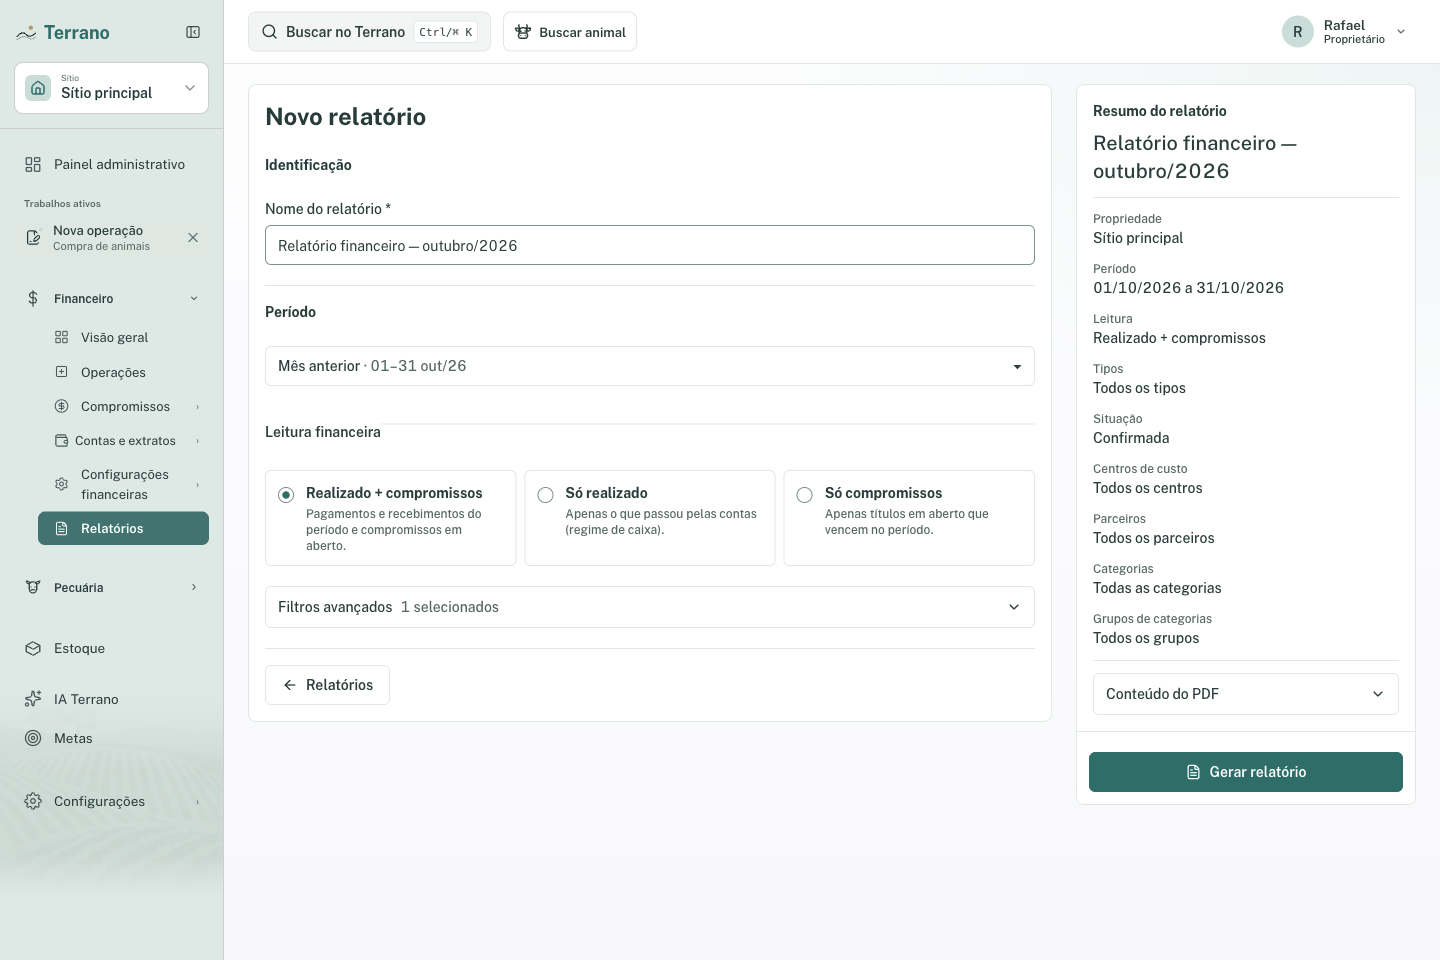 Terrano
Sítio
Sítio principal
Painel administrativo
Trabalhos ativos
Nova operação
Compra de animais
Financeiro
Visão geral
Operações
Compromissos
Contas e extratos
Configurações
financeiras
Relatórios
Pecuária
Estoque
IA Terrano
Metas
Configurações
Buscar no Terrano Ctrl/⌘ K
Buscar animal
R
Rafael
Proprietário
Novo relatório
Identificação
Nome do relatório *
Relatório financeiro — outubro/2026
Período
Mês anterior · 01–31 out/26
Leitura financeira
Realizado + compromissos
Pagamentos e recebimentos do
período e compromissos em
aberto.
Só realizado
Apenas o que passou pelas contas
(regime de caixa).
Só compromissos
Apenas títulos em aberto que
vencem no período.
Filtros avançados 1 selecionados
Relatórios
Resumo do relatório
Relatório financeiro —
outubro/2026
Propriedade
Sítio principal
Período
01/10/2026 a 31/10/2026
Leitura
Realizado + compromissos
Tipos
Todos os tipos
Situação
Confirmada
Centros de custo
Todos os centros
Parceiros
Todos os parceiros
Categorias
Todas as categorias
Grupos de categorias
Todos os grupos
Conteúdo do PDF
Gerar relatório